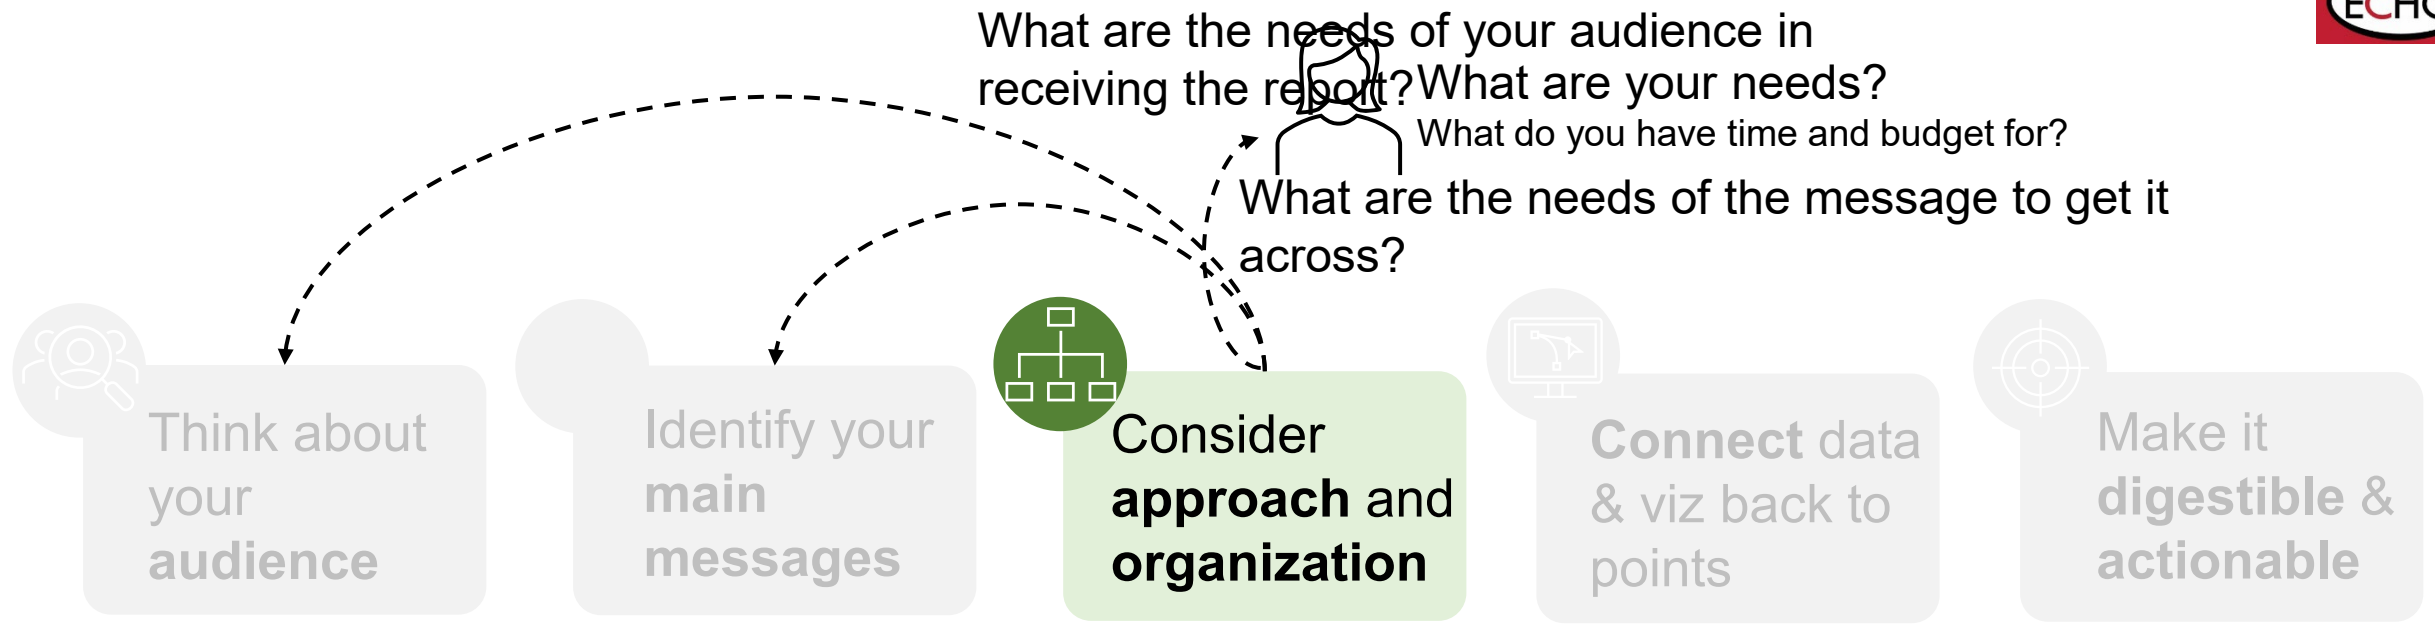 What are the needs of your audience in
receiving the report?
What are your needs?
What do you have time and budget for?
What are the needs of the message to get it
across?
Think about
your
audience
Identify your
main
messages
Consider
approach and
organization
Connect data
& viz back to
points
Make it
digestible &
actionable